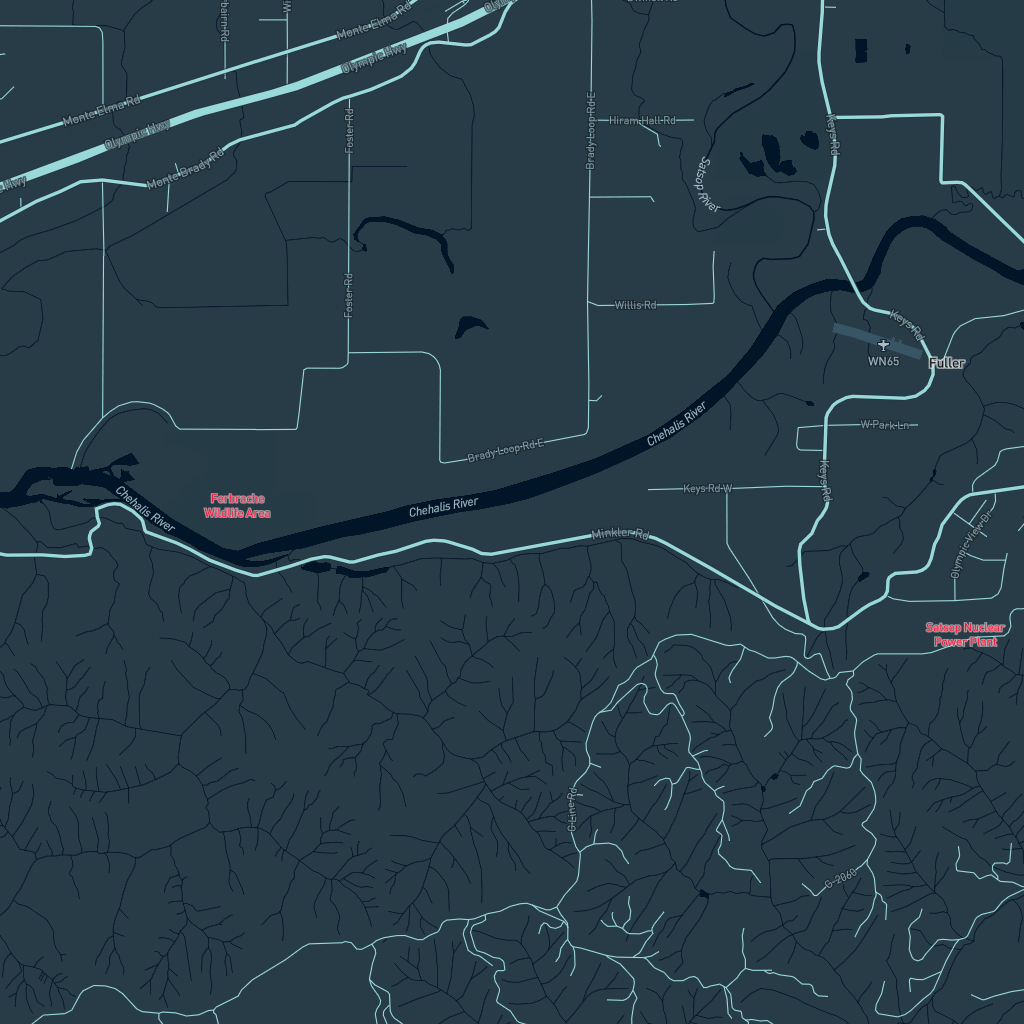 Monte Elma Rd
Olympic Hwy
Monte Elma Rd
Olympic Hwy
Hwy
Monte Brady Rd
Foster Rd
Brady Loop Rd E
Hiram Hall Rd
Keys Rd
Satsop River
Foster Rd
Willis Rd
Keys Rd
WN65
Fuller
W Park Ln
Chehalis River
Brady Loop Rd E
Keys Rd
Keys Rd W
Chehalis River
Ferbrache
Wildlife Area
Chehalis River
Minkler Rd
Olympic View Dr
Satsop Nuclear
Power Plant
G Line Rd
G-2060